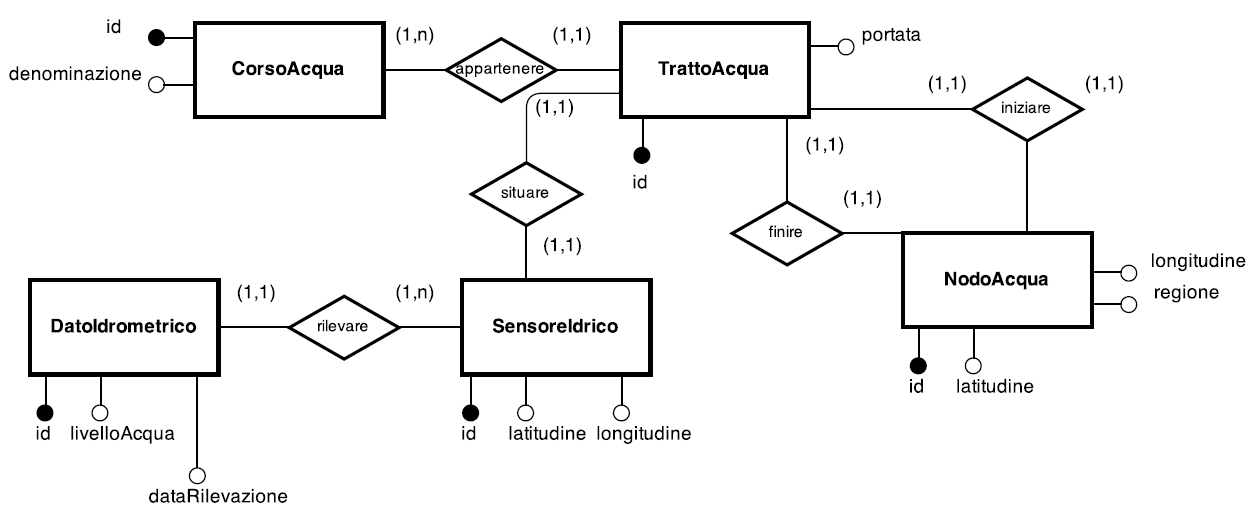 id
denominazione
CorsoAcqua
(1,n)
appartenere
(1,1)
TrattoAcqua
portata
(1,1)
iniziare
(1,1)
(1,1)
situare
(1,1)
id
(1,1)
finire
(1,1)
NodoAcqua
longitudine
regione
id
latitudine
DatoIdrometrico
(1,1)
rilevare
(1,n)
SensoreIdrico
id
livelloAcqua
dataRilevazione
id
latitudine
longitudine